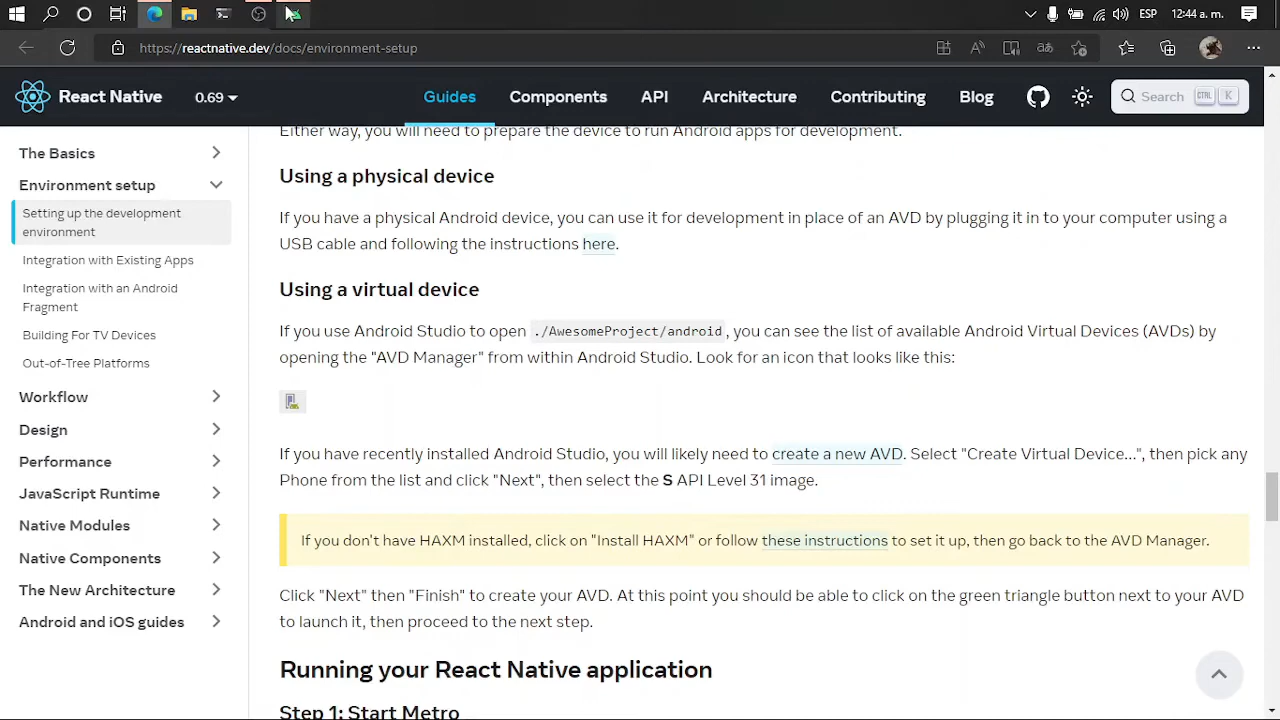 ESP 12:44 a. m.
https://reactnative.dev/docs/environment-setup
React Native 0.69 Guides Components API Architecture Contributing Blog Search CTRL K
The Basics
Environment setup
Setting up the development
environment
Integration with Existing Apps
Integration with an Android
Fragment
Building For TV Devices
Out-of-Tree Platforms
Workflow
Design
Performance
JavaScript Runtime
Native Modules
Native Components
The New Architecture
Android and iOS guides
Either way, you will need to prepare the device to run Android apps for development.
Using a physical device
If you have a physical Android device, you can use it for development in place of an AVD by plugging it in to your computer using a
USB cable and following the instructions here.
Using a virtual device
If you use Android Studio to open ./AwesomeProject/android, you can see the list of available Android Virtual Devices (AVDs) by
opening the "AVD Manager" from within Android Studio. Look for an icon that looks like this:
If you have recently installed Android Studio, you will likely need to create a new AVD. Select "Create Virtual Device...", then pick any
Phone from the list and click "Next", then select the S API Level 31 image.
If you don't have HAXM installed, click on "Install HAXM" or follow these instructions to set it up, then go back to the AVD Manager.
Click "Next" then "Finish" to create your AVD. At this point you should be able to click on the green triangle button next to your AVD
to launch it, then proceed to the next step.
Running your React Native application
Step 1: Start Metro